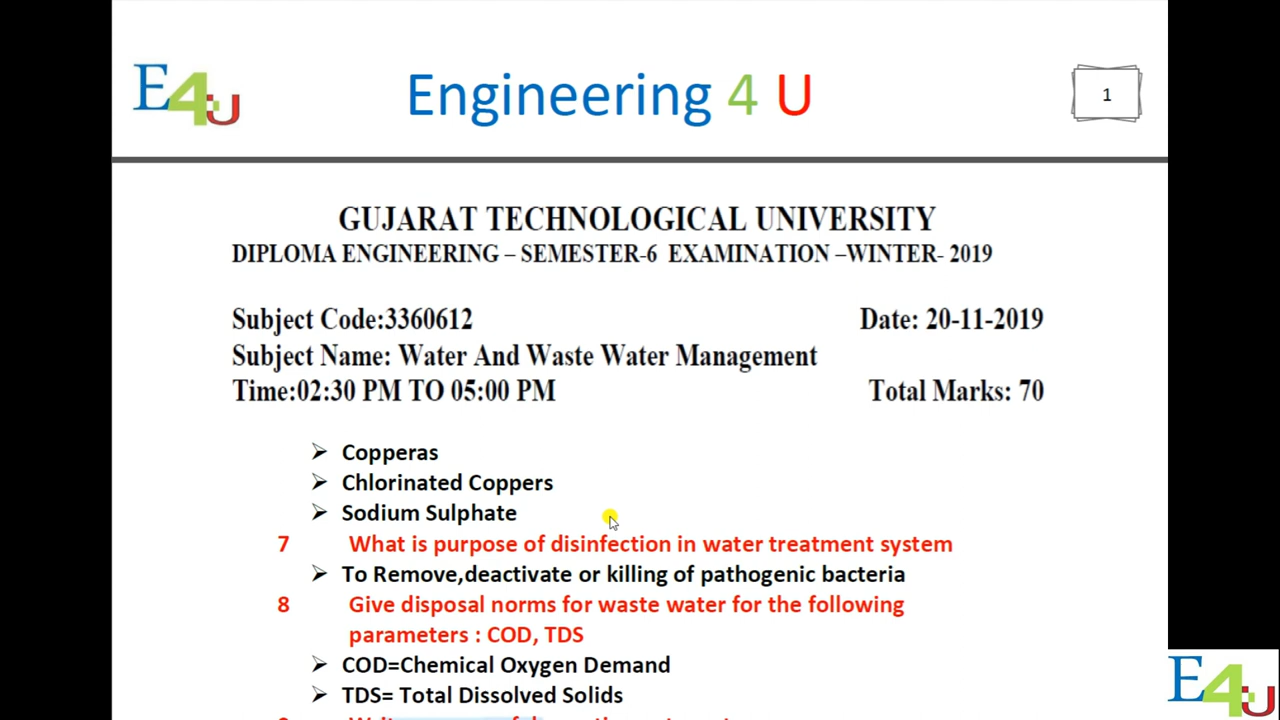 E4U
Engineering 4 U
1
GUJARAT TECHNOLOGICAL UNIVERSITY
DIPLOMA ENGINEERING – SEMESTER-6 EXAMINATION –WINTER- 2019
Subject Code:3360612 Date: 20-11-2019
Subject Name: Water And Waste Water Management
Time:02:30 PM TO 05:00 PM Total Marks: 70
➢ Copperas
➢ Chlorinated Coppers
➢ Sodium Sulphate
7 What is purpose of disinfection in water treatment system
➢ To Remove,deactivate or killing of pathogenic bacteria
8 Give disposal norms for waste water for the following
parameters : COD, TDS
➢ COD=Chemical Oxygen Demand
➢ TDS= Total Dissolved Solids
E4U